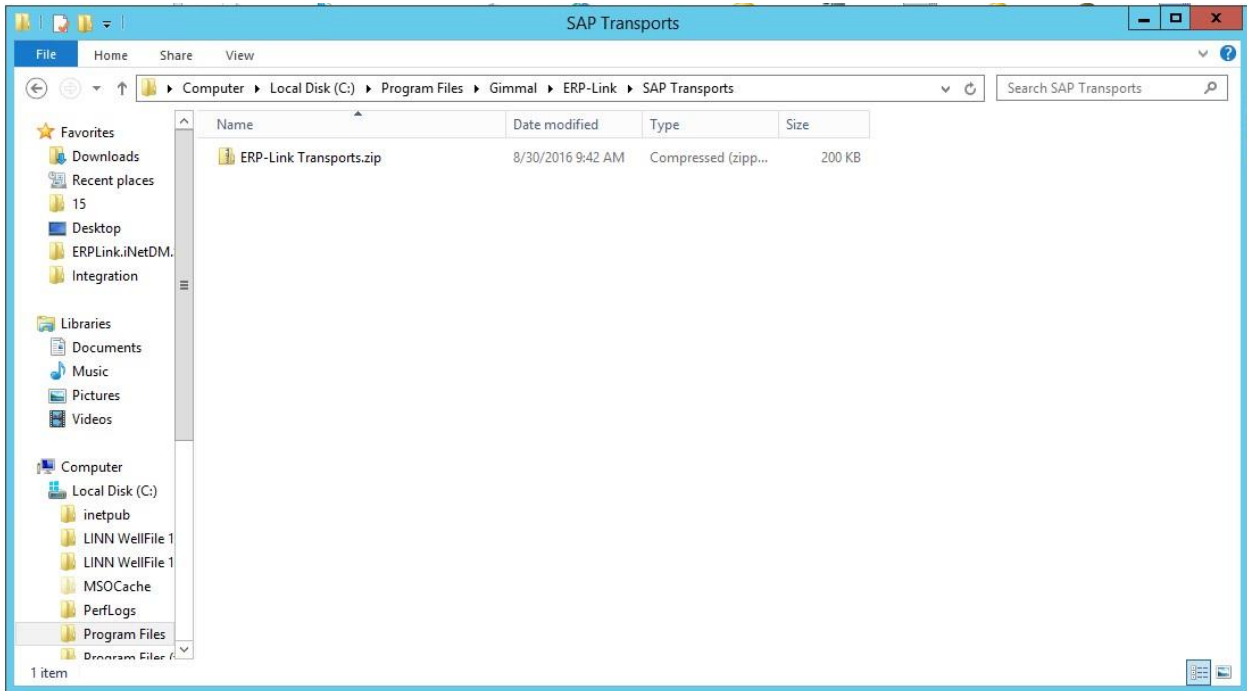 SAP Transports
File Home Share View
Computer Local Disk (C:) Program Files Gimmal ERP-Link SAP Transports
Search SAP Transports
Name Date modified Type Size
ERP-Link Transports.zip 8/30/2016 9:42 AM Compressed (zipp... 200 KB
Favorites
Downloads
Recent places
15
Desktop
ERPLink.iNetDM.
Integration
Libraries
Documents
Music
Pictures
Videos
Computer
Local Disk (C:)
inetpub
LINN WellFile 1
LINN WellFile 1
MSOCache
PerfLogs
Program Files
Program Files (
1 item